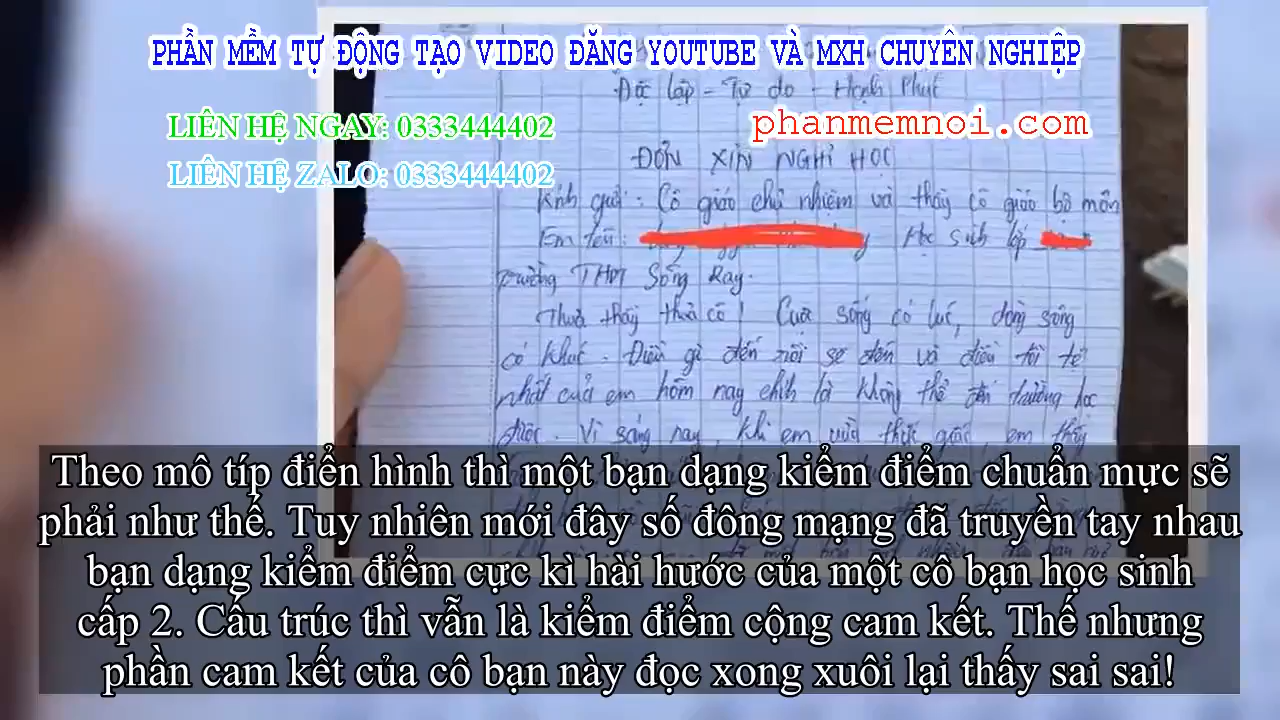 PHẦN MỀM TỰ ĐỘNG TẠO VIDEO ĐĂNG YOUTUBE VÀ MXH CHUYÊN NGHIỆP
Độc lập - Tự do - Hạnh Phúc
LIÊN HỆ NGAY: 0333444402
phanmemnoi.com
ĐƠN XIN NGHỈ HỌC
LIÊN HỆ ZALO: 0333444402
Kính gửi: Cô giáo chủ nhiệm và thầy cô giáo bộ môn
Em tên: Học sinh lớp
trường THPT Sông Ray.
Thưa thầy thưa cô! Cuộc sống có lúc, dòng sông
có khúc. Điều gì đến rồi sẽ đến và điều tồi tệ
nhất của em hôm nay chính là không thể đến trường học
được. Vì sáng nay, khi em vừa thức giấc, em thấy
Theo mô típ điển hình thì một bạn dạng kiểm điểm chuẩn mực sẽ
phải như thế. Tuy nhiên mới đây số đông mạng đã truyền tay nhau
bạn dạng kiểm điểm cực kì hài hước của một cô bạn học sinh
cấp 2. Cấu trúc thì vẫn là kiểm điểm cộng cam kết. Thế nhưng
phần cam kết của cô bạn này đọc xong xuôi lại thấy sai sai!